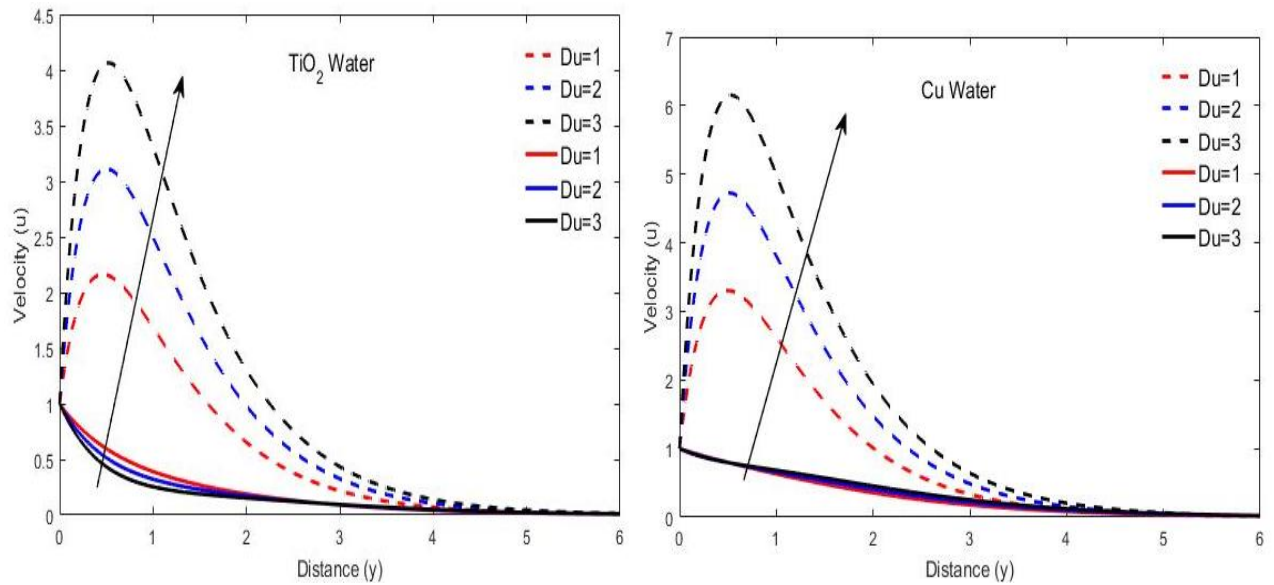 TiO2 Water
Du=1
Du=2
Du=3
Du=1
Du=2
Du=3
4.5
4
3.5
3
2.5
2
1.5
1
0.5
0
Velocity (u)
0 1 2 3 4 5 6
Distance (y)
Cu Water
Du=1
Du=2
Du=3
Du=1
Du=2
Du=3
7
6
5
4
3
2
1
0
Velocity (u)
0 1 2 3 4 5 6
Distance (y)